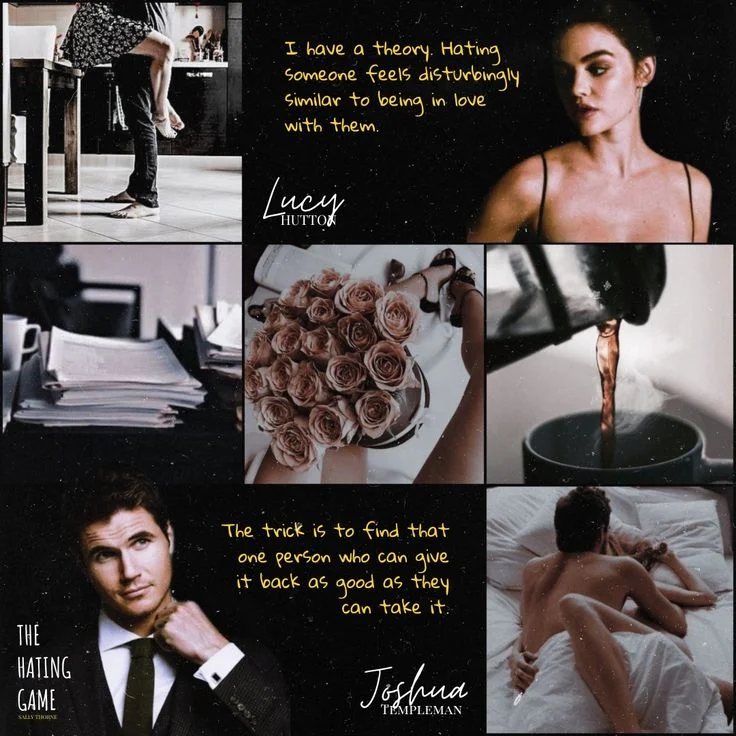 I have a theory. Hating
someone feels disturbingly
similar to being in love
with them.
Lucy
HUTTON
The trick is to find that
one person who can give
it back as good as they
can take it.
THE
HATING
GAME
SALLY THORNE
Joshua
TEMPLEMAN